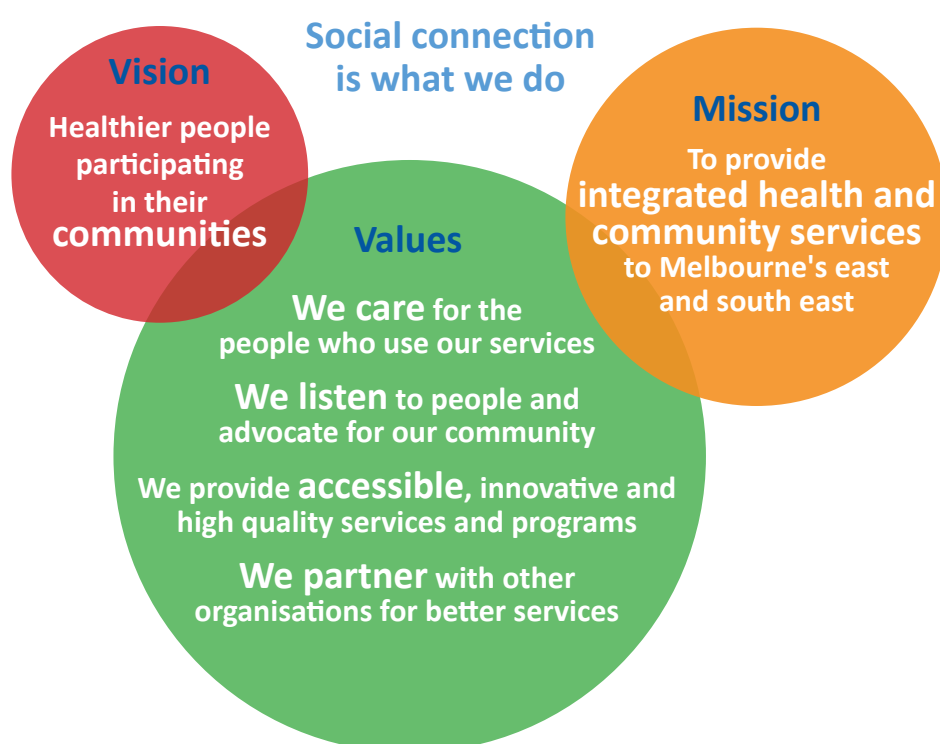 Social connection
is what we do
Vision
Healthier people
participating
in their
communities
Mission
To provide
integrated health and
community services
to Melbourne's east
and south east
Values
We care for the
people who use our services
We listen to people and
advocate for our community
We provide accessible, innovative and
high quality services and programs
We partner with other
organisations for better services